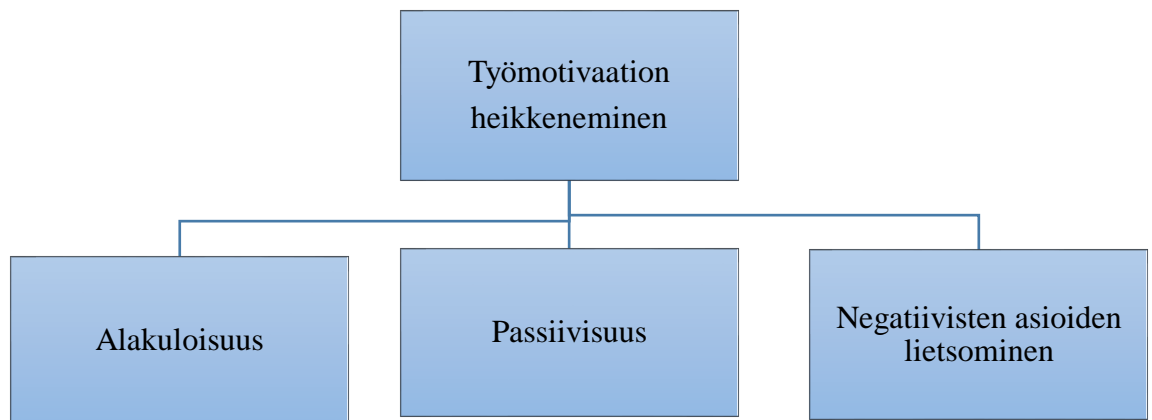 Työmotivaation
heikkeneminen
Alakuloisuus
Passiivisuus
Negatiivisten asioiden
lietsominen